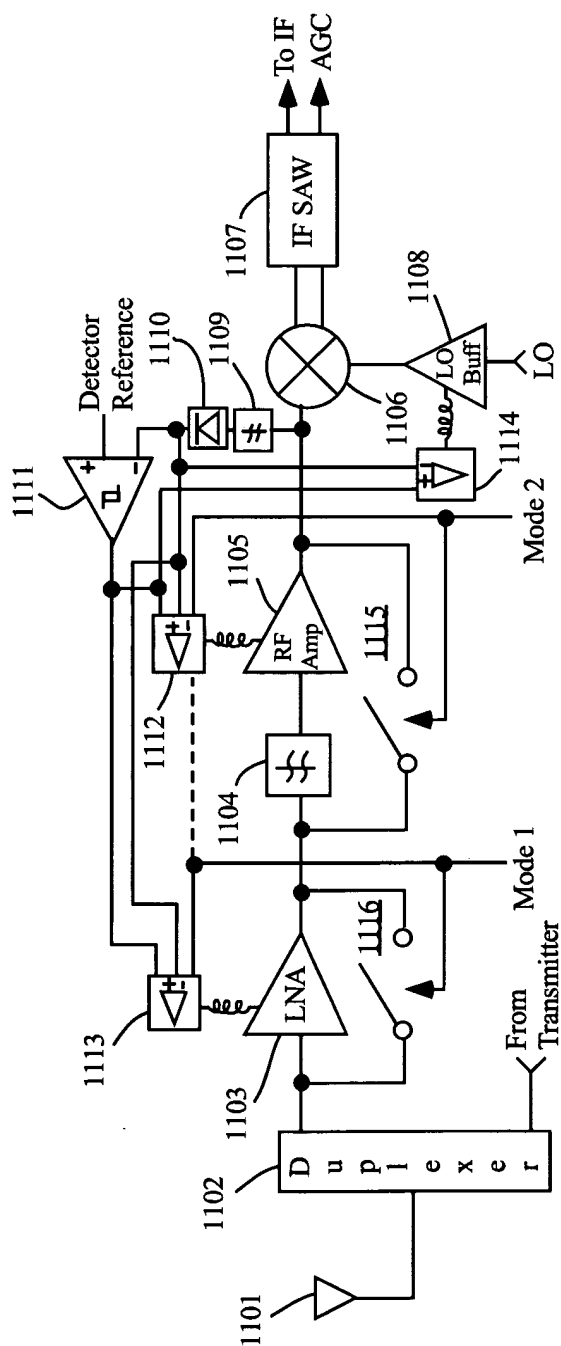 1101
1102
Duplexer
From
Transmitter
1103
LNA
1113
+
-
1116
Mode 1
1104
1112
+
-
RF
Amp
1105
1115
Mode 2
1111
+
-
Detector
Reference
1110
1109
1106
1114
+
-
LO
Buff
1108
LO
1107
IF SAW
To IF
AGC